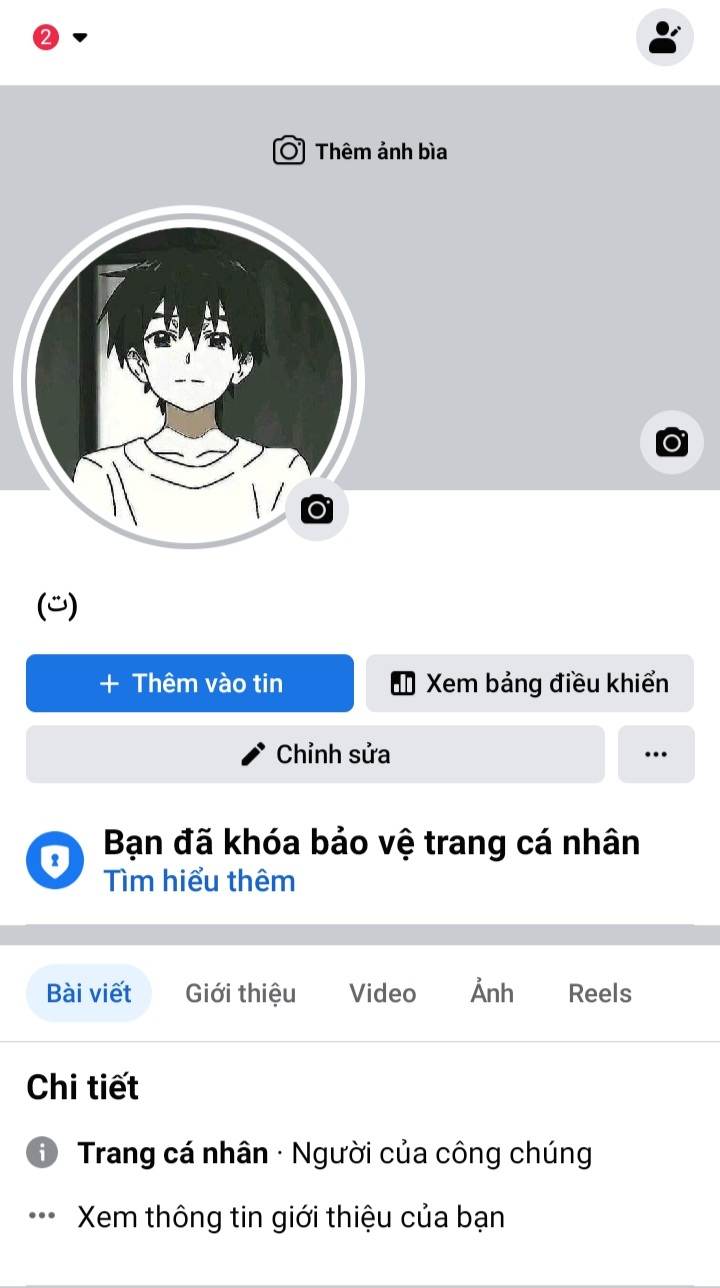 2
Thêm ảnh bìa
(ت)
+ Thêm vào tin
Xem bảng điều khiển
Chỉnh sửa
Bạn đã khóa bảo vệ trang cá nhân
Tìm hiểu thêm
Bài viết Giới thiệu Video Ảnh Reels
Chi tiết
Trang cá nhân · Người của công chúng
Xem thông tin giới thiệu của bạn